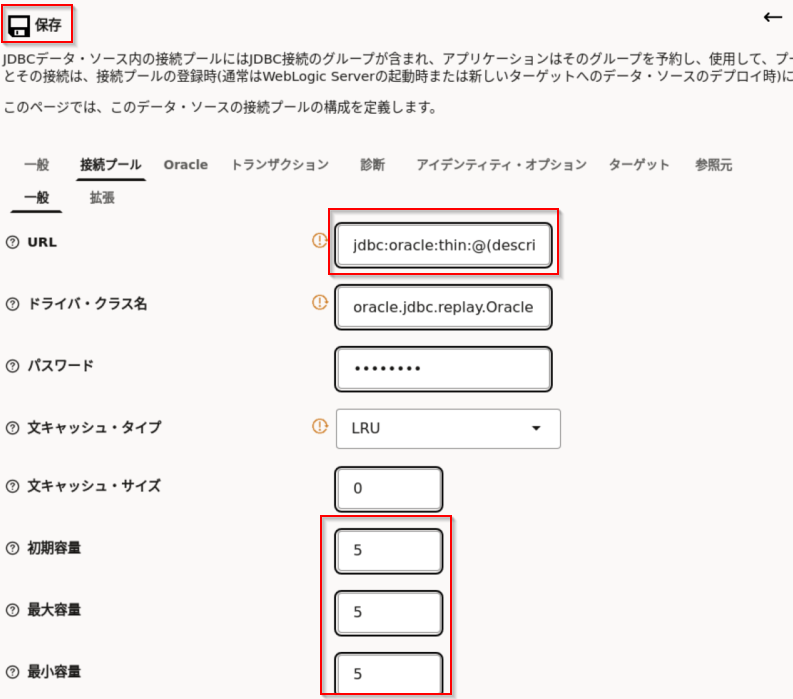 保存
←
JDBCデータ・ソース内の接続プールにはJDBC接続のグループが含まれ、アプリケーションはそのグループを予約し、使用して、プー
とその接続は、接続プールの登録時(通常はWebLogic Serverの起動時または新しいターゲットへのデータ・ソースのデプロイ時)に
このページでは、このデータ・ソースの接続プールの構成を定義します。
一般 接続プール Oracle トランザクション 診断 アイデンティティ・オプション ターゲット 参照元
一般 拡張
URL jdbc:oracle:thin:@(descri
ドライバ・クラス名 oracle.jdbc.replay.Oracle
パスワード ••••••••
文キャッシュ・タイプ LRU
文キャッシュ・サイズ 0
初期容量 5
最大容量 5
最小容量 5